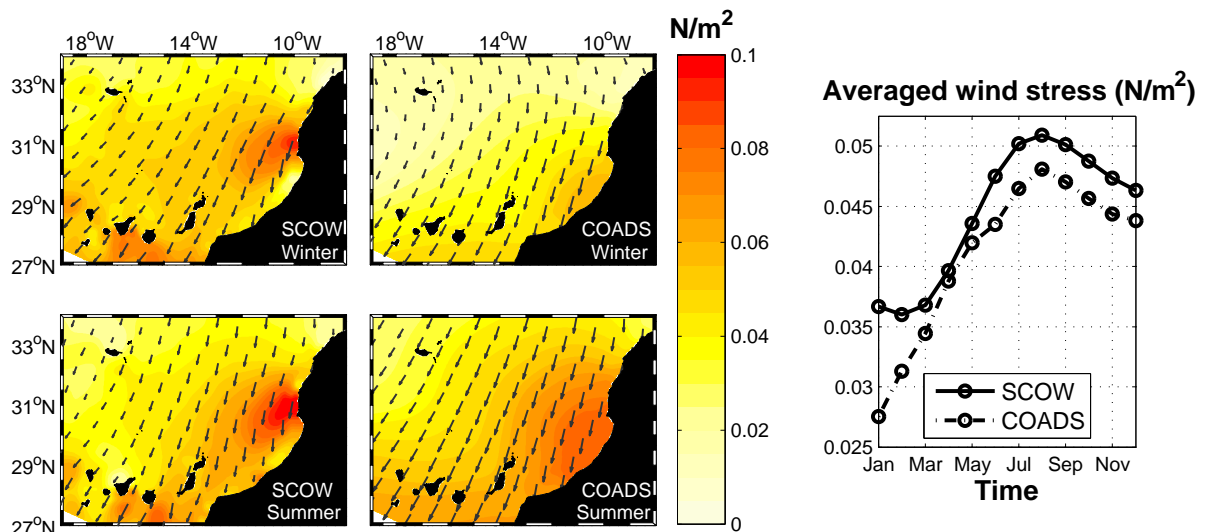 N/m²
18°W 14°W 10°W
18°W 14°W 10°W
33°N
31°N
29°N
27°N
SCOW
Winter
COADS
Winter
33°N
31°N
29°N
27°N
SCOW
Summer
COADS
Summer
0.1
0.08
0.06
0.04
0.02
0
Averaged wind stress (N/m²)
0.05
0.045
0.04
0.035
0.03
0.025
SCOW
COADS
Jan Mar May Jul Sep Nov
Time